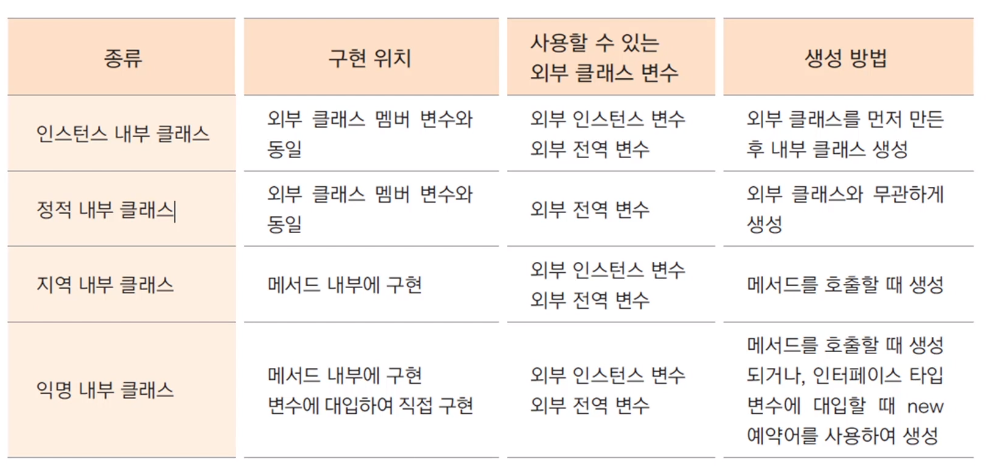 종류
구현 위치
사용할 수 있는
외부 클래스 변수
생성 방법
인스턴스 내부 클래스
외부 클래스 멤버 변수와
동일
외부 인스턴스 변수
외부 전역 변수
외부 클래스를 먼저 만든
후 내부 클래스 생성
정적 내부 클래스
외부 클래스 멤버 변수와
동일
외부 전역 변수
외부 클래스와 무관하게
생성
지역 내부 클래스
메서드 내부에 구현
외부 인스턴스 변수
외부 전역 변수
메서드를 호출할 때 생성
익명 내부 클래스
메서드 내부에 구현
변수에 대입하여 직접 구현
외부 인스턴스 변수
외부 전역 변수
메서드를 호출할 때 생성
되거나, 인터페이스 타입
변수에 대입할 때 new
예약어를 사용하여 생성